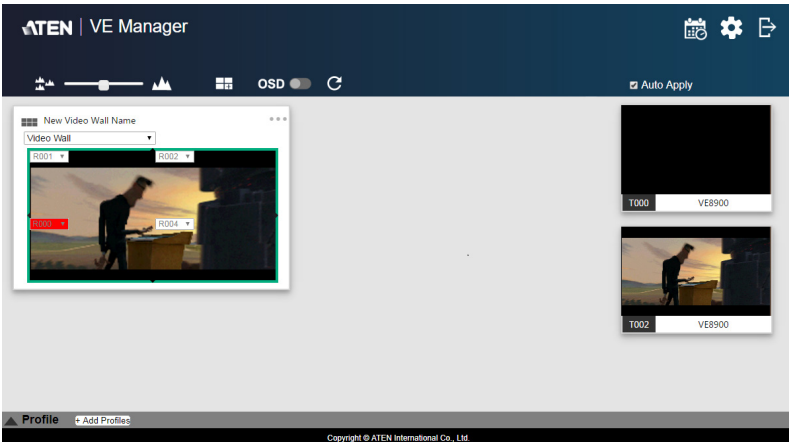 ATEN VE Manager
OSD
Auto Apply
New Video Wall Name
Video Wall
R001 R002
R000 R004
T000 VE8900
T002 VE8900
Profile + Add Profiles
Copyright © ATEN International Co., Ltd.